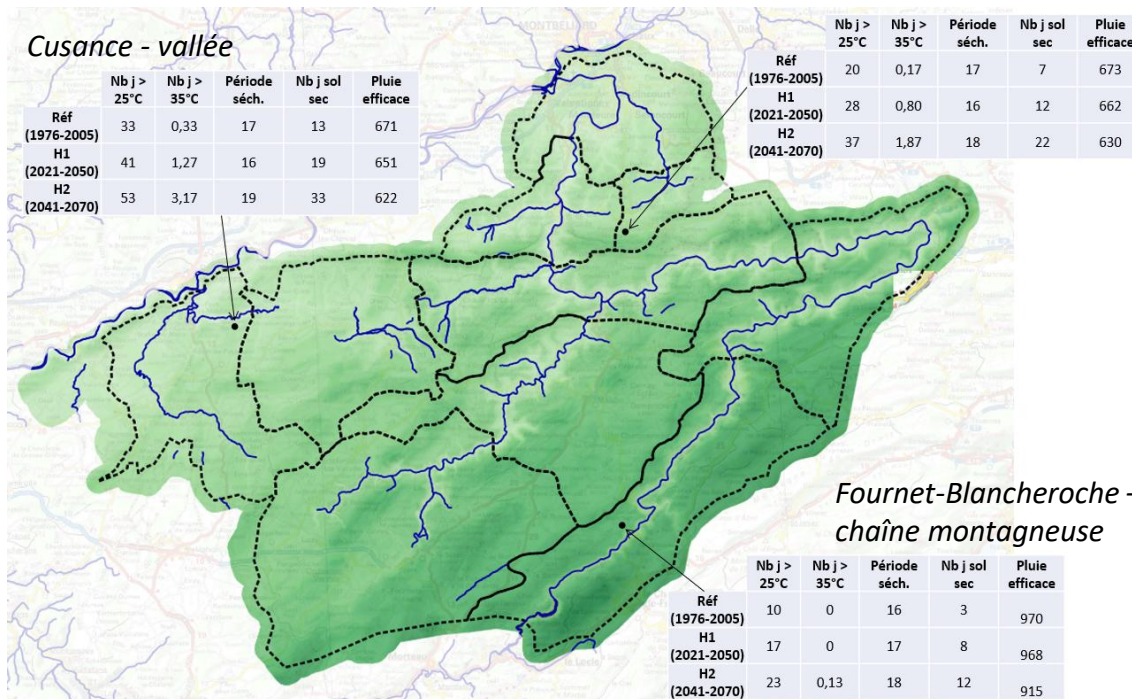 Cusance - vallée
Nb j > 25°C Nb j > 35°C Période séch. Nb j sol sec Pluie efficace
Réf (1976-2005) 33 0,33 17 13 671
H1 (2021-2050) 41 1,27 16 19 651
H2 (2041-2070) 53 3,17 19 33 622
Nb j > 25°C Nb j > 35°C Période séch. Nb j sol sec Pluie efficace
Réf (1976-2005) 20 0,17 17 7 673
H1 (2021-2050) 28 0,80 16 12 662
H2 (2041-2070) 37 1,87 18 22 630
MONTBÉLIARD
Fournet-Blancheroche -
chaîne montagneuse
Nb j > 25°C Nb j > 35°C Période séch. Nb j sol sec Pluie efficace
Réf (1976-2005) 10 0 16 3 970
H1 (2021-2050) 17 0 17 8 968
H2 (2041-2070) 23 0,13 18 12 915
le Locle